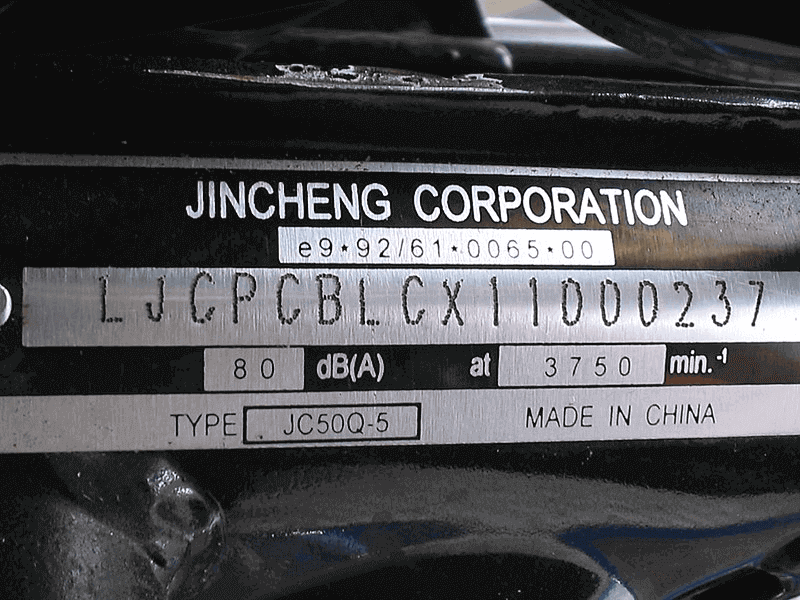 JINCHENG CORPORATION
e9*92/61*0065*00
LJCPCBLCX11000237
80 dB(A) at 3750 min.-1
TYPE JC50Q-5 MADE IN CHINA